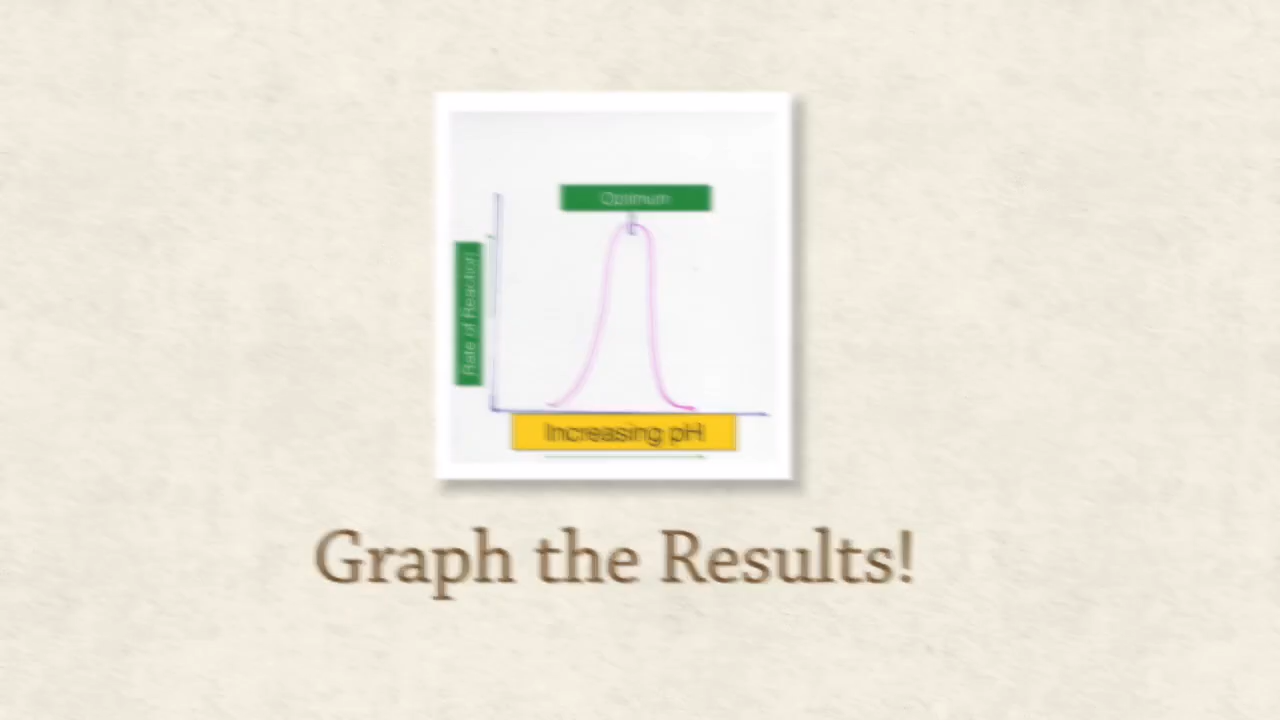 Optimum
Rate of Reaction
Increasing pH
Graph the Results!